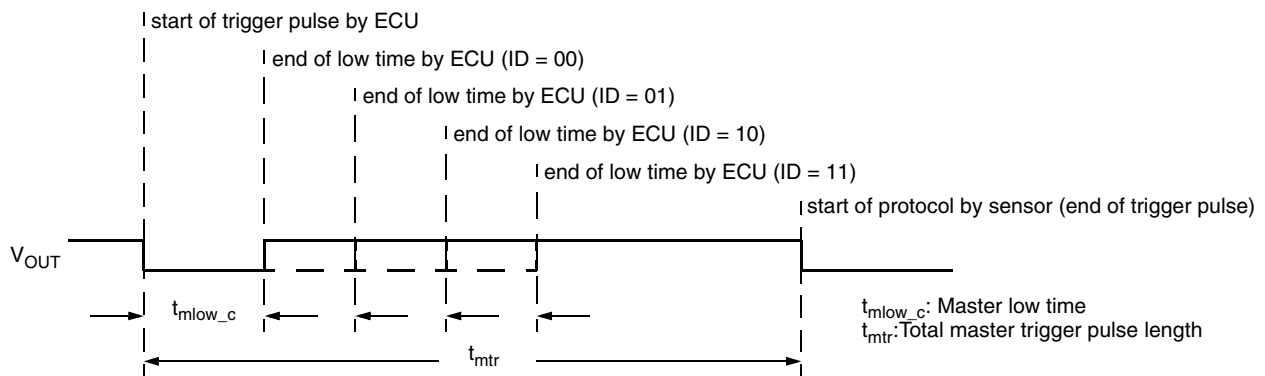 start of trigger pulse by ECU
end of low time by ECU (ID = 00)
end of low time by ECU (ID = 01)
end of low time by ECU (ID = 10)
end of low time by ECU (ID = 11)
start of protocol by sensor (end of trigger pulse)
VOUT
tmlow_c
tmlow_c: Master low time
tmtr:Total master trigger pulse length
tmtr